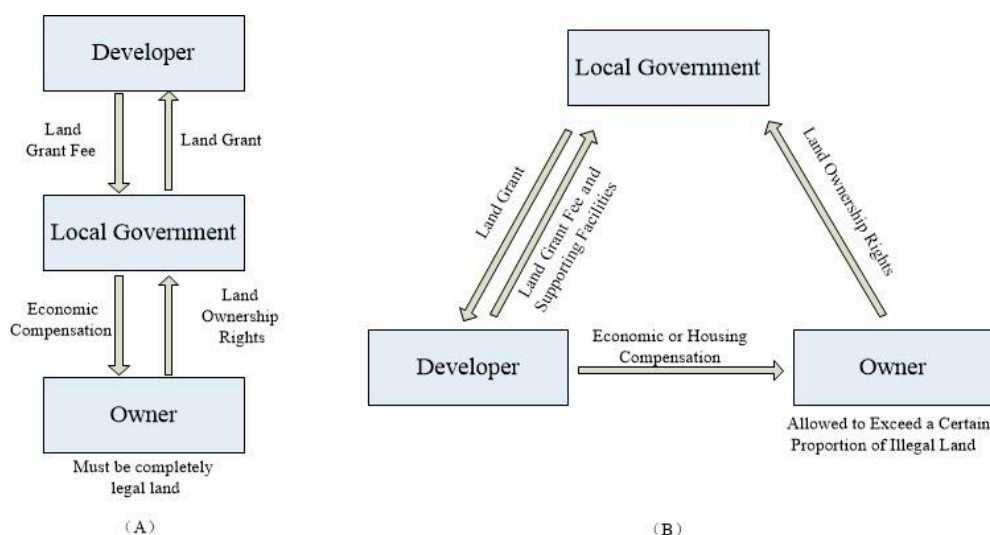 Developer
Land
Grant Fee
Land Grant
Local Government
Economic
Compensation
Land
Ownership
Rights
Owner
Must be completely
legal land
(A)
Local Government
Land Grant
Land Grant Fee and
Supporting Facilities
Land Ownership Rights
Developer
Economic or Housing
Compensation
Owner
Allowed to Exceed a Certain
Proportion of Illegal Land
(B)